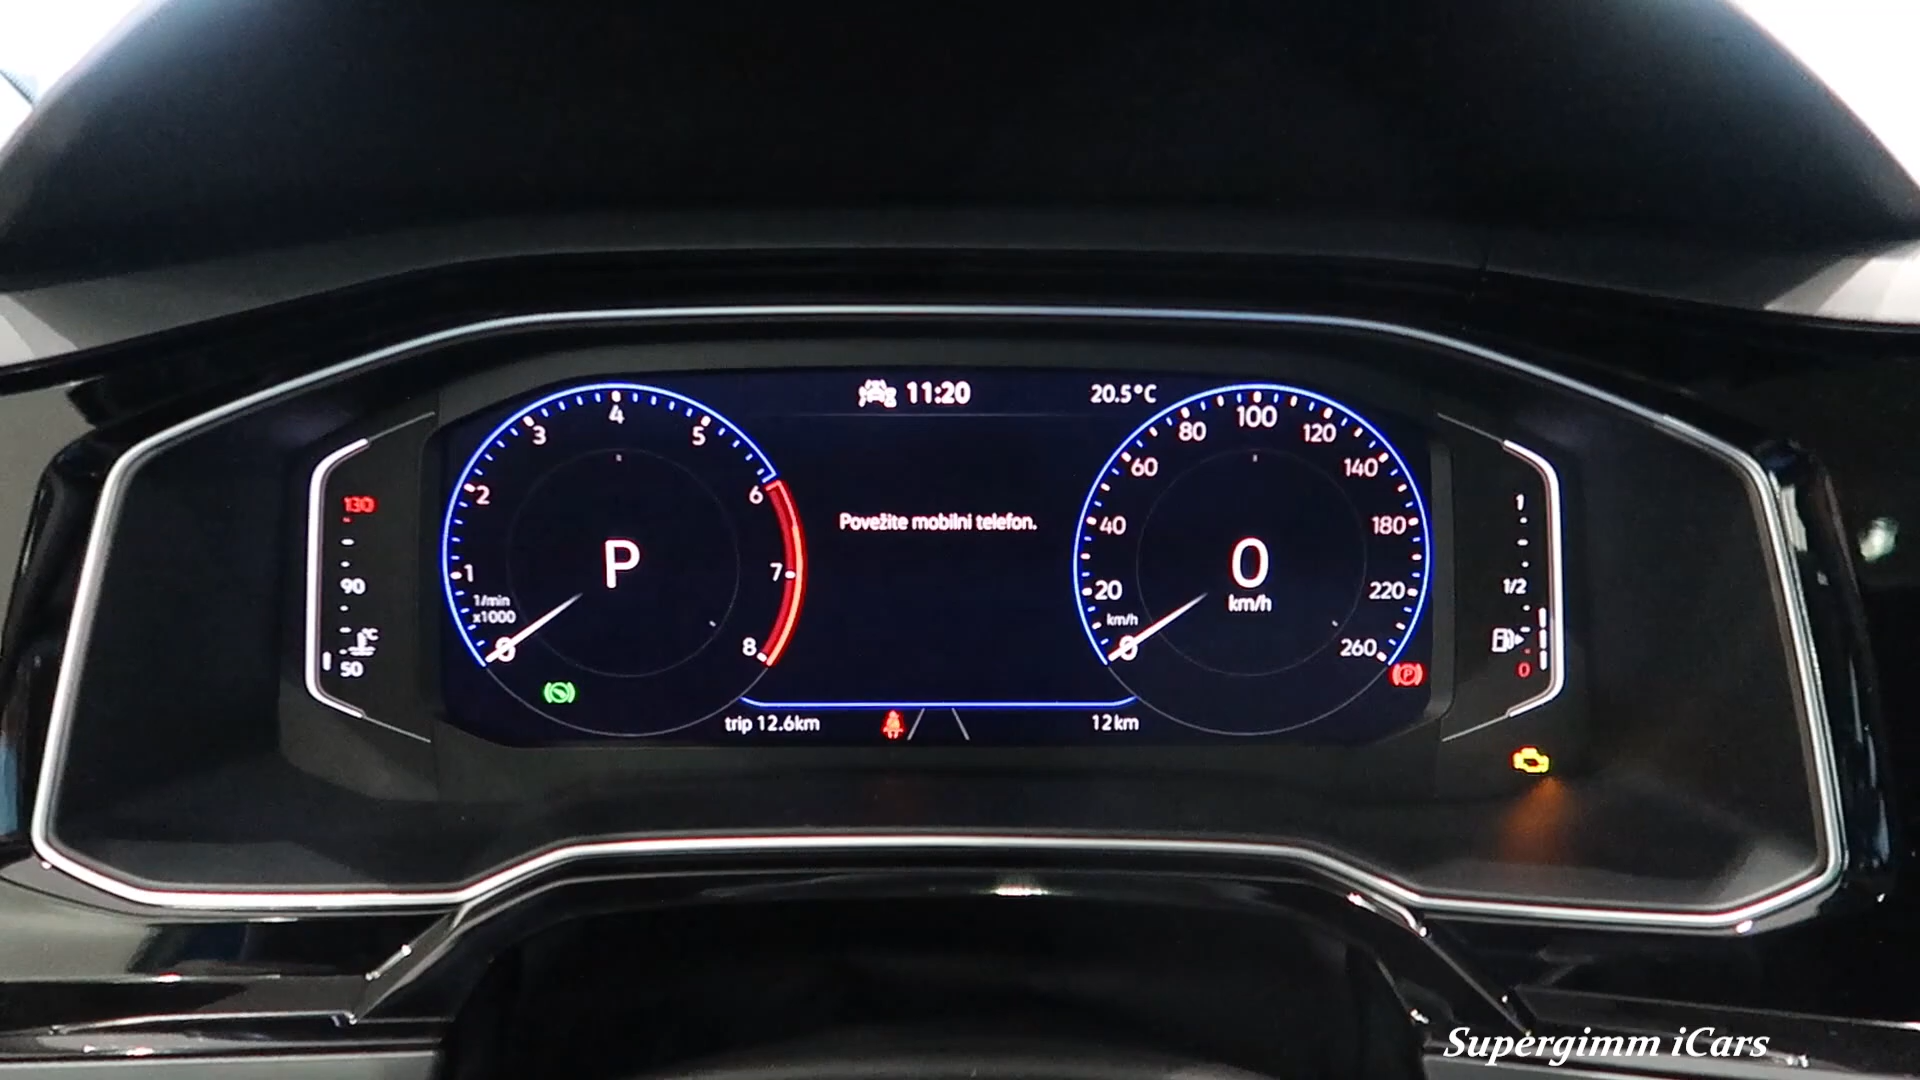 11:20
20.5°C
130
90
50
°C
1
2
3
4
5
6
7
8
0
1/min
x1000
P
Povežite mobilni telefon.
0
20
40
60
80
100
120
140
180
220
260
km/h
0
km/h
1
1/2
0
P
trip 12.6km
12 km
Supergimm iCars